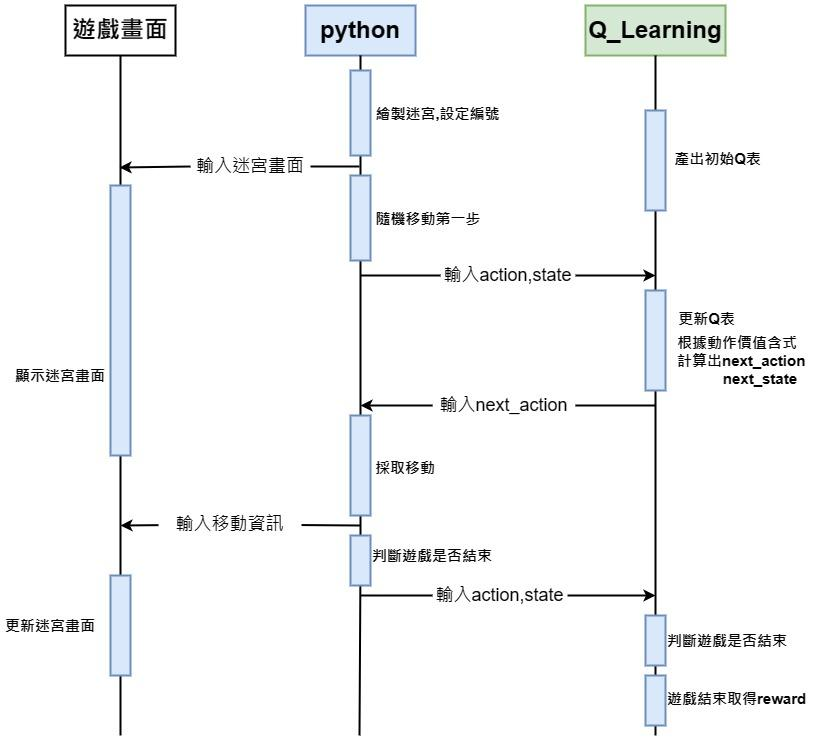 遊戲畫面
python
Q_Learning
繪製迷宮,設定編號
產出初始Q表
輸入迷宮畫面
隨機移動第一步
輸入action,state
更新Q表
根據動作價值含式
計算出next_action
next_state
顯示迷宮畫面
輸入next_action
採取移動
輸入移動資訊
判斷遊戲是否結束
輸入action,state
更新迷宮畫面
判斷遊戲是否結束
遊戲結束取得reward